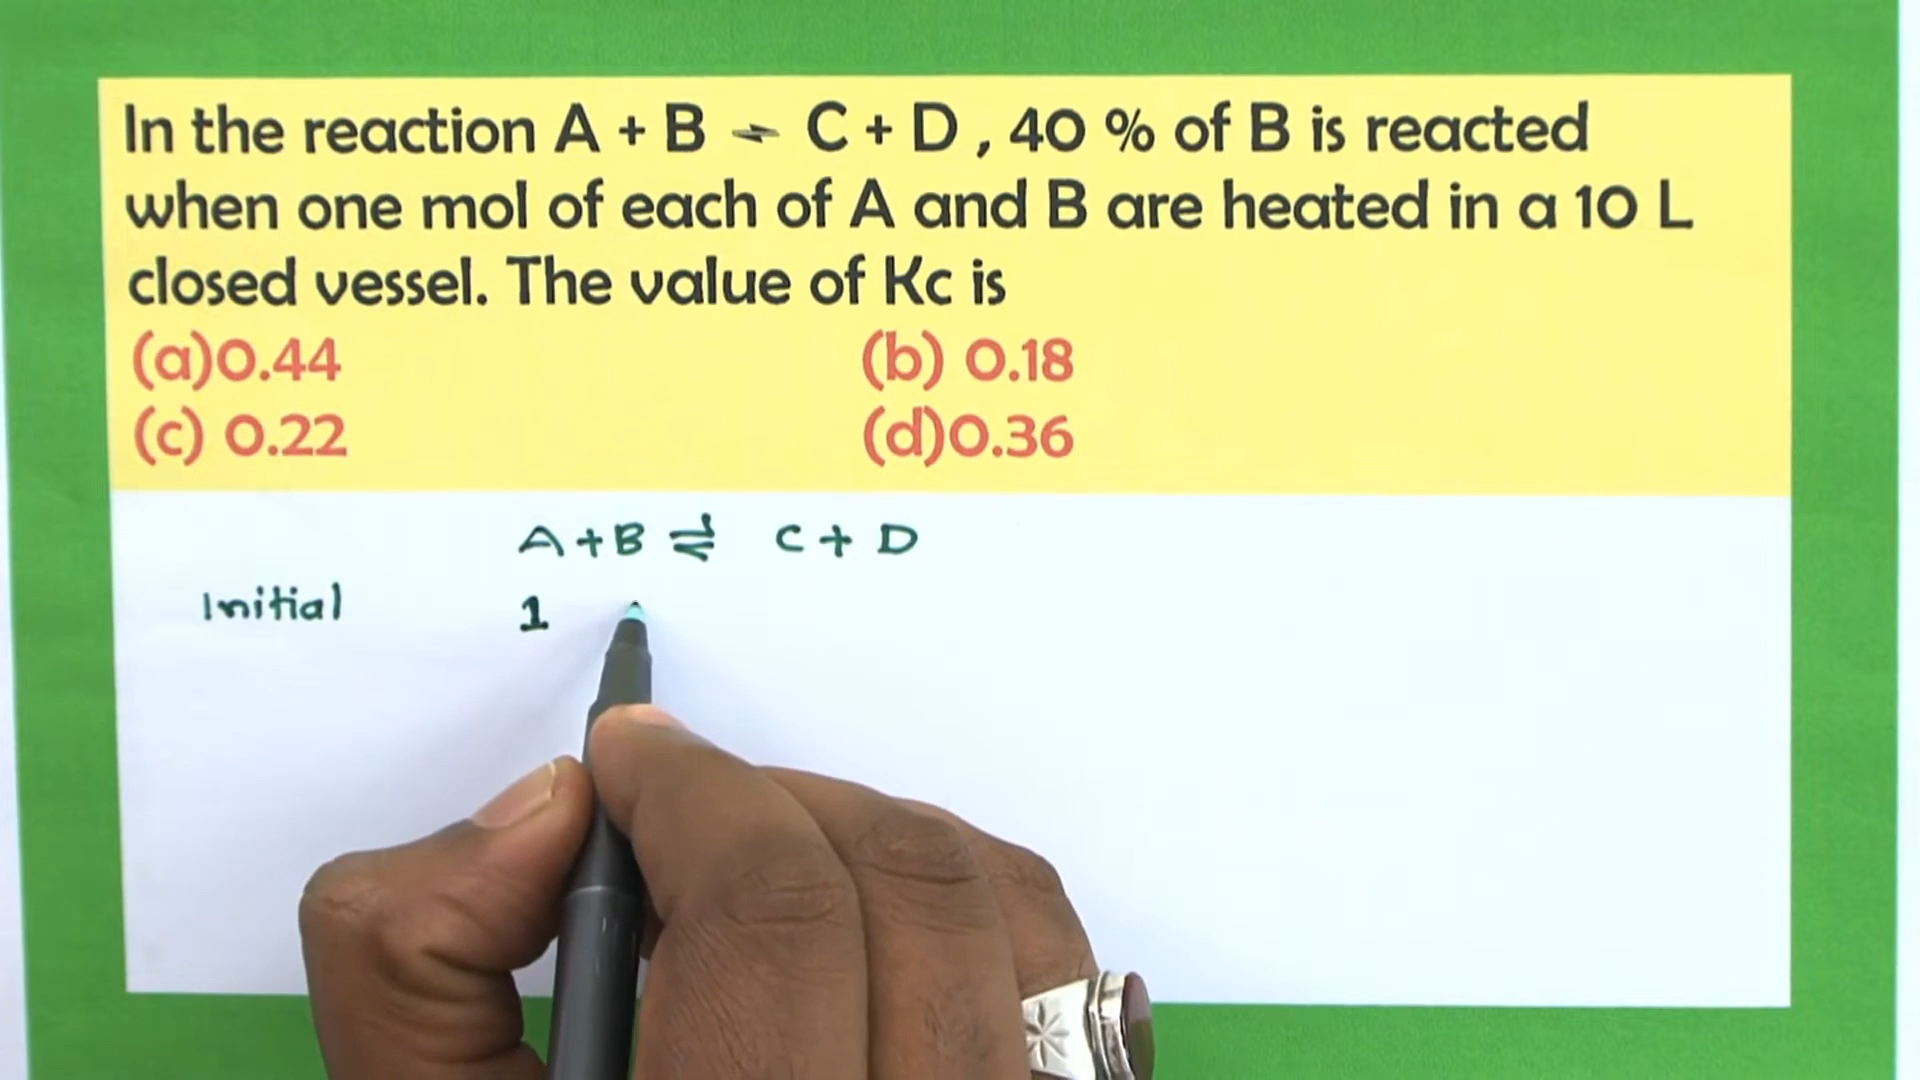 In the reaction A + B ⇌ C + D , 40 % of B is reacted
when one mol of each of A and B are heated in a 10 L
closed vessel. The value of Kc is
(a)0.44 (b) 0.18
(c) 0.22 (d)0.36
A + B ⇌ C + D
Initial 1